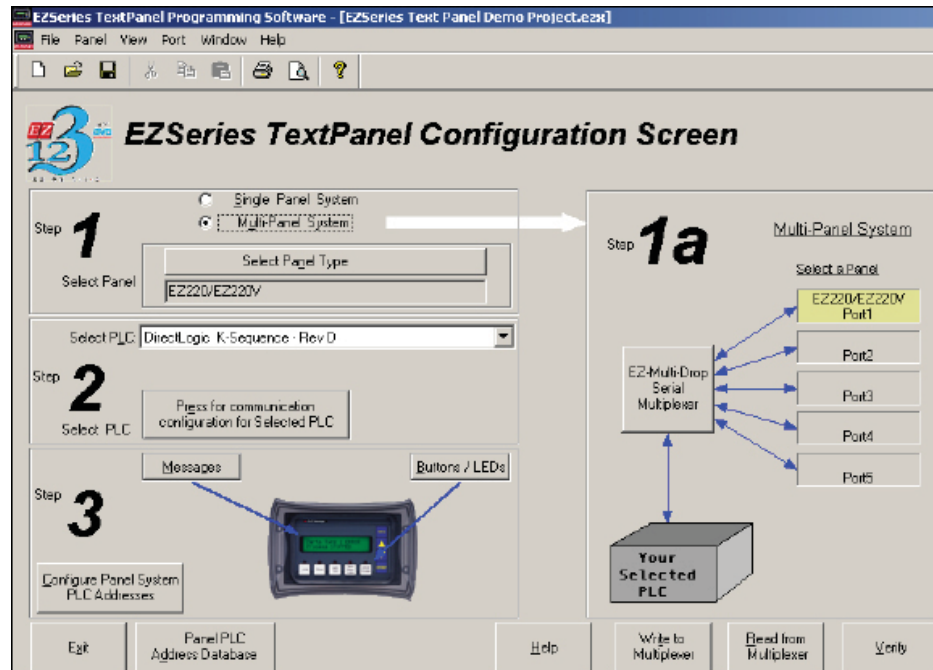 EZSeries TextPanel Programming Software - [EZSeries Text Panel Demo Project.ezx]
File Panel View Port Window Help
EZ 3 12
EZSeries TextPanel Configuration Screen
Step 1
Select Panel
Single Panel System
Multi-Panel System
Select Panel Type
EZ220/EZ220V
Select PLC: DirectLogic K-Sequence - Rev D
Step 2
Select PLC
Press for communication
configuration for Selected PLC
Step 3
Messages
Buttons / LEDs
Configure Panel System
PLC Addresses
Step 1a
Multi-Panel System
Select a Panel
EZ220/EZ220V
Port1
Port2
Port3
Port4
Port5
EZ-Multi-Drop
Serial
Multiplexer
Your
Selected
PLC
Exit
Panel PLC
Address Database
Help
Write to
Multiplexer
Read from
Multiplexer
Verify